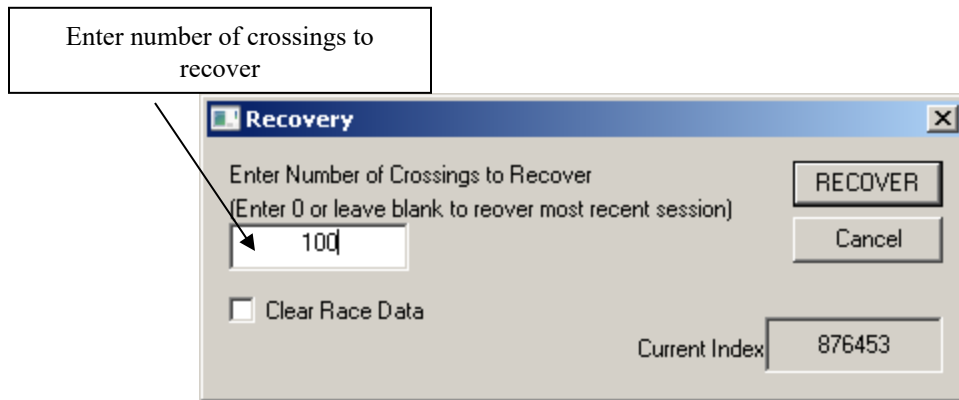 Enter number of crossings to
recover
Recovery
Enter Number of Crossings to Recover
(Enter 0 or leave blank to reover most recent session)
100
RECOVER
Cancel
Clear Race Data
Current Index
876453